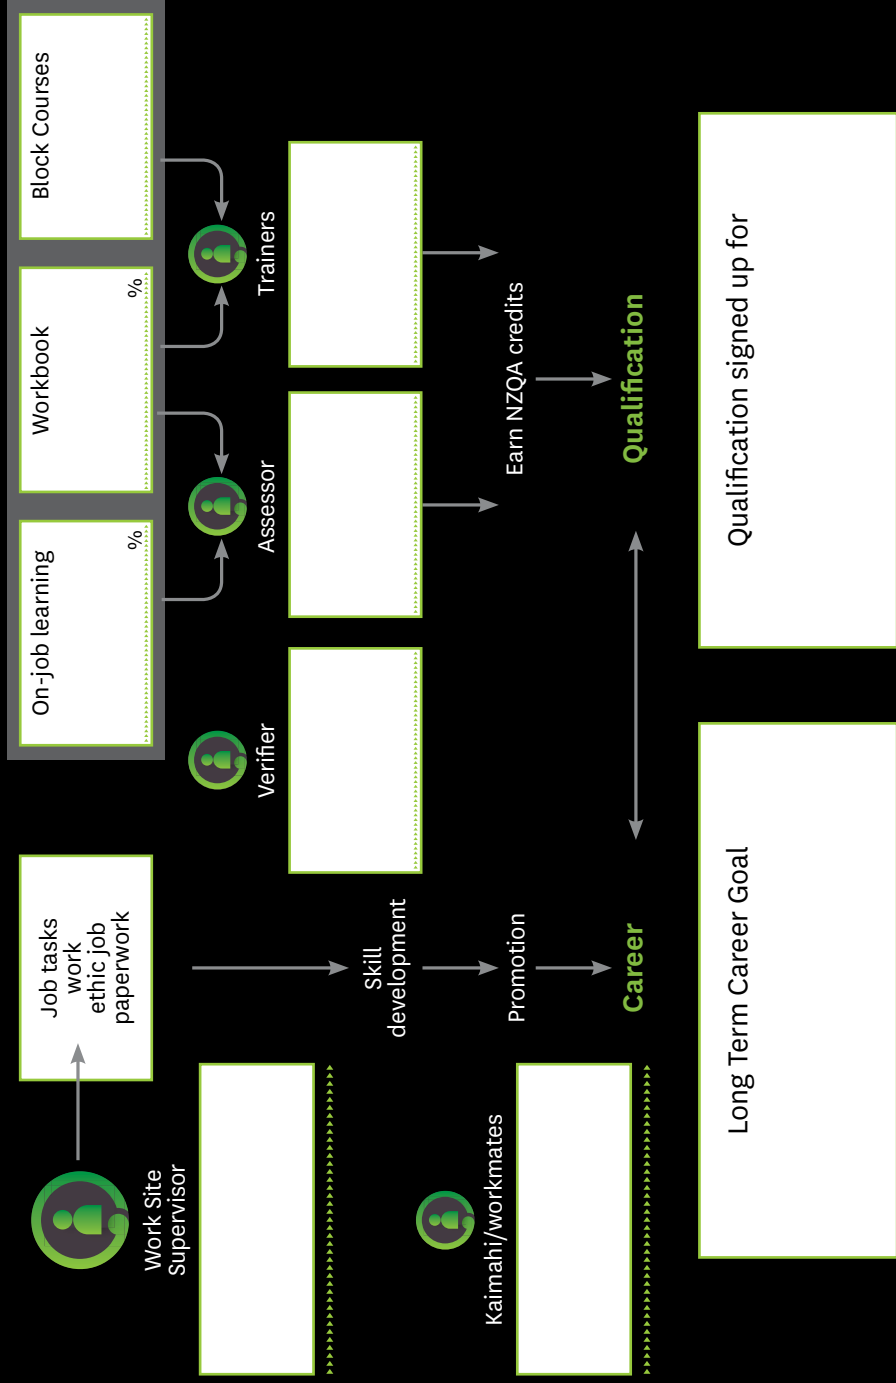 Work Site
Supervisor
Job tasks
work
ethic job
paperwork
On-job learning
%
Workbook
%
Block Courses
Verifier
Assessor
Trainers
Skill
development
Kaimahi/workmates
Promotion
Earn NZQA credits
Career
Qualification
Long Term Career Goal
Qualification signed up for